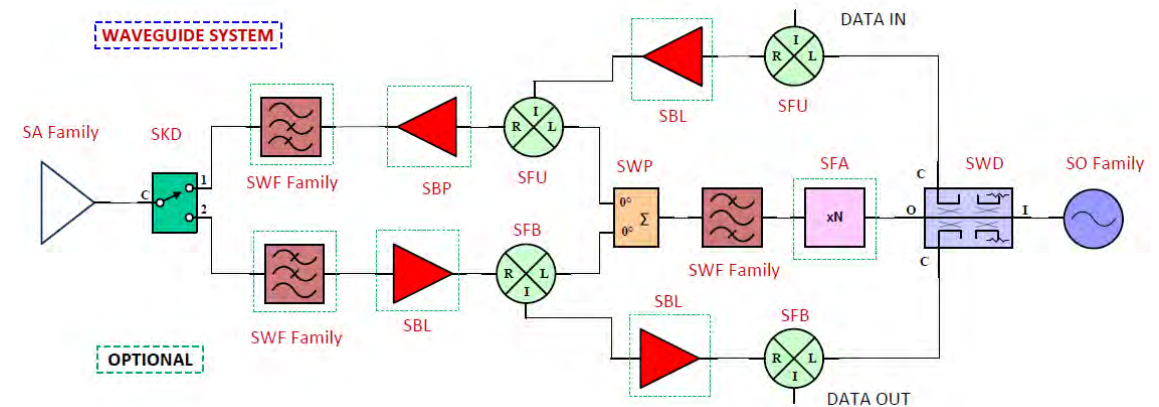 WAVEGUIDE SYSTEM
DATA IN
I
R L
SFU
SBL
SA Family
SKD
1
C
2
SWF Family
SBP
I
R L
SFU
SWP
0°
0°
Σ
SWF Family
SFA
xN
C
SWD
O
I
C
SO Family
SFB
R L
I
SWF Family
SBL
SBL
SFB
R L
I
OPTIONAL
DATA OUT